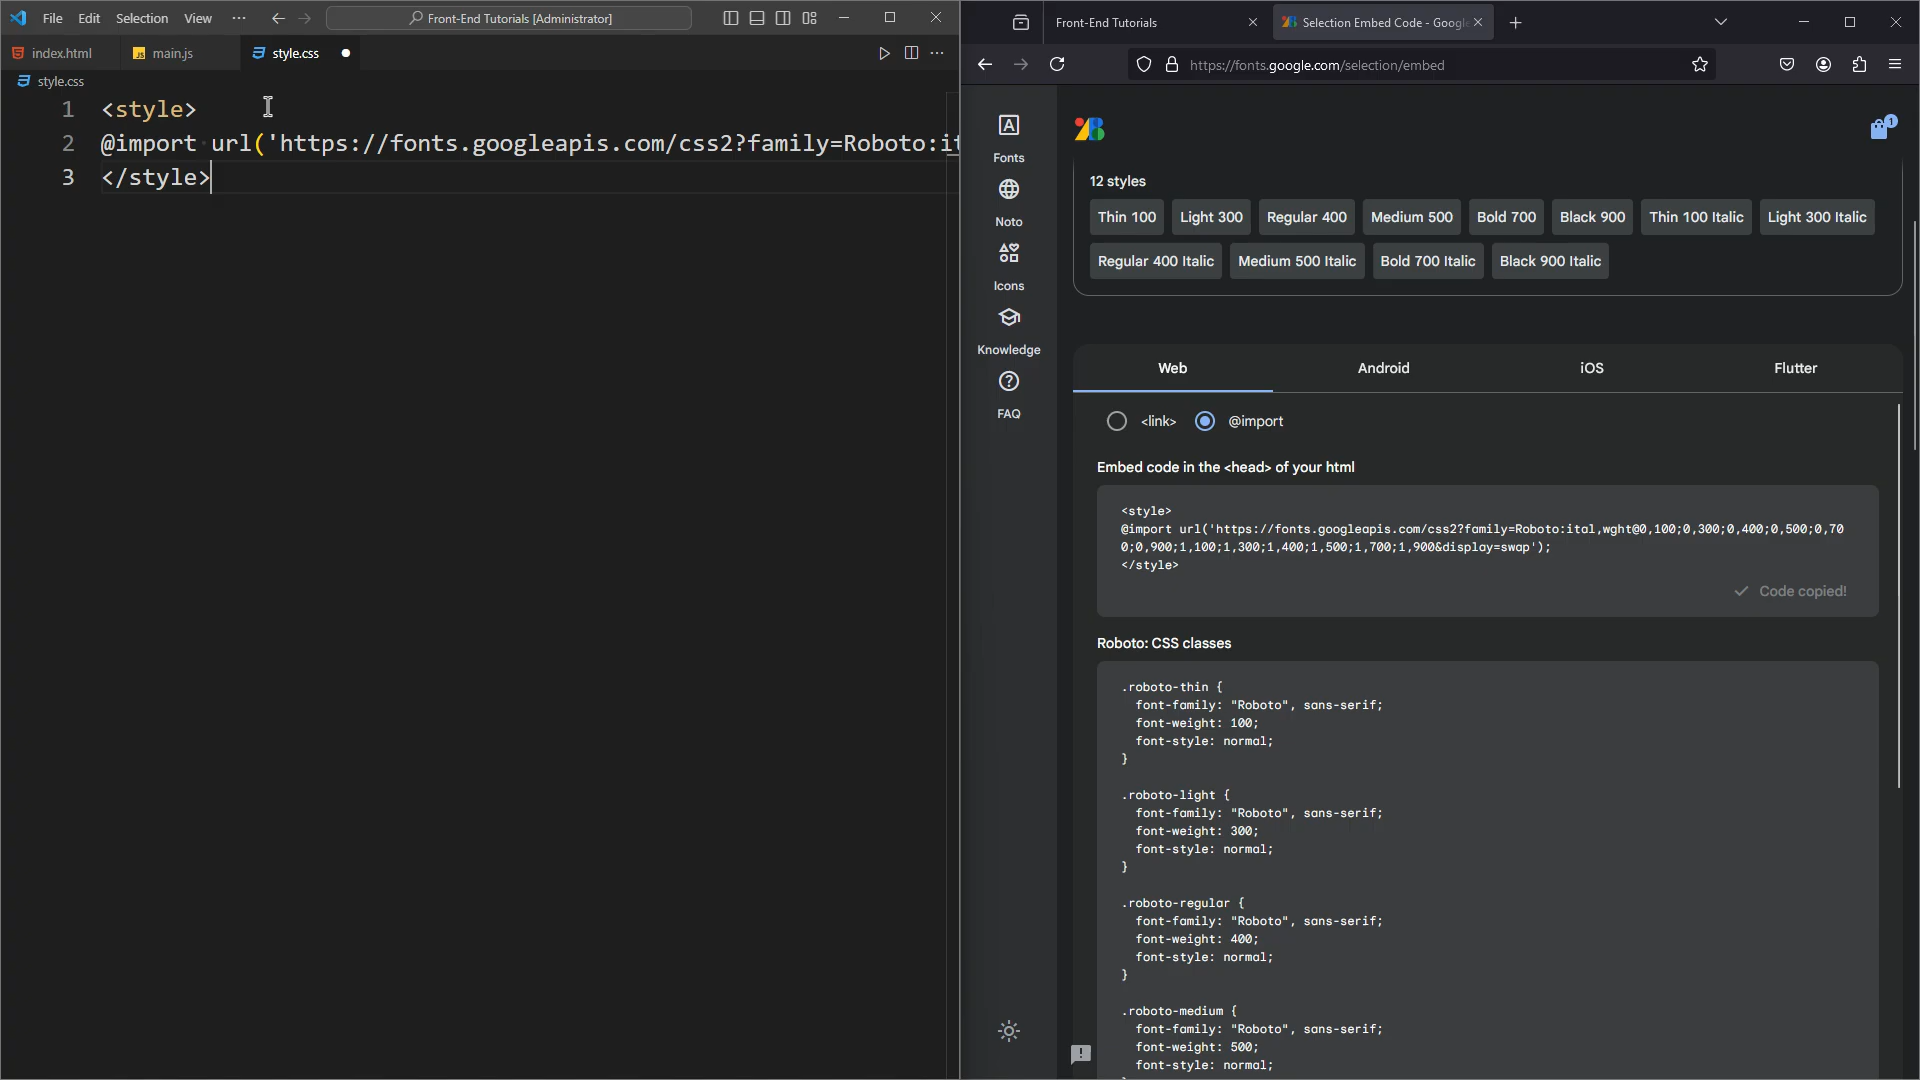 File Edit Selection View ··· Front-End Tutorials [Administrator]
index.html main.js style.css
style.css
1 <style>
2 @import url('https://fonts.googleapis.com/css2?family=Roboto:it
3 </style>
Front-End Tutorials Selection Embed Code - Google
https://fonts.google.com/selection/embed
Fonts
Noto
Icons
Knowledge
FAQ
1
12 styles
Thin 100 Light 300 Regular 400 Medium 500 Bold 700 Black 900 Thin 100 Italic Light 300 Italic
Regular 400 Italic Medium 500 Italic Bold 700 Italic Black 900 Italic
Web Android iOS Flutter
<link> @import
Embed code in the <head> of your html
<style>
@import url('https://fonts.googleapis.com/css2?family=Roboto:ital,wght@0,100;0,300;0,400;0,500;0,70
0;0,900;1,100;1,300;1,400;1,500;1,700;1,900&display=swap');
</style>
Code copied!
Roboto: CSS classes
.roboto-thin {
font-family: "Roboto", sans-serif;
font-weight: 100;
font-style: normal;
}
.roboto-light {
font-family: "Roboto", sans-serif;
font-weight: 300;
font-style: normal;
}
.roboto-regular {
font-family: "Roboto", sans-serif;
font-weight: 400;
font-style: normal;
}
.roboto-medium {
font-family: "Roboto", sans-serif;
font-weight: 500;
font-style: normal;